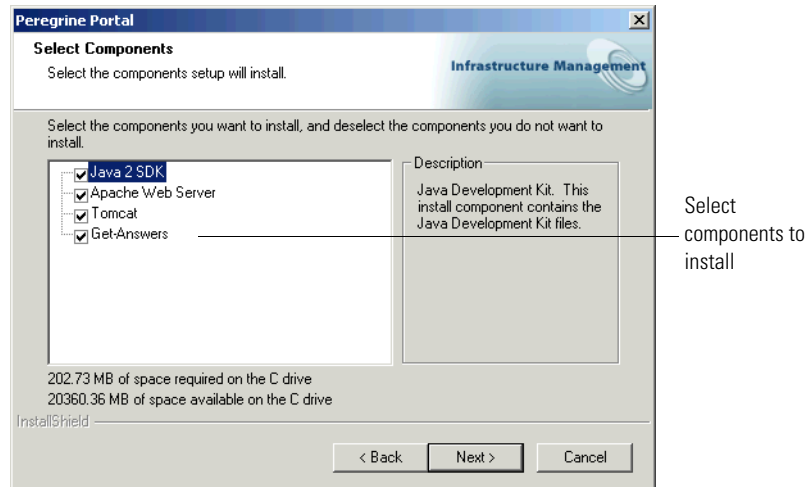 Peregrine Portal
Select Components
Select the components setup will install.
Infrastructure Management
Select the components you want to install, and deselect the components you do not want to
install.
Java 2 SDK
Apache Web Server
Tomcat
Get-Answers
Description
Java Development Kit. This
install component contains the
Java Development Kit files.
Select
components to
install
202.73 MB of space required on the C drive
20360.36 MB of space available on the C drive
InstallShield
< Back
Next >
Cancel